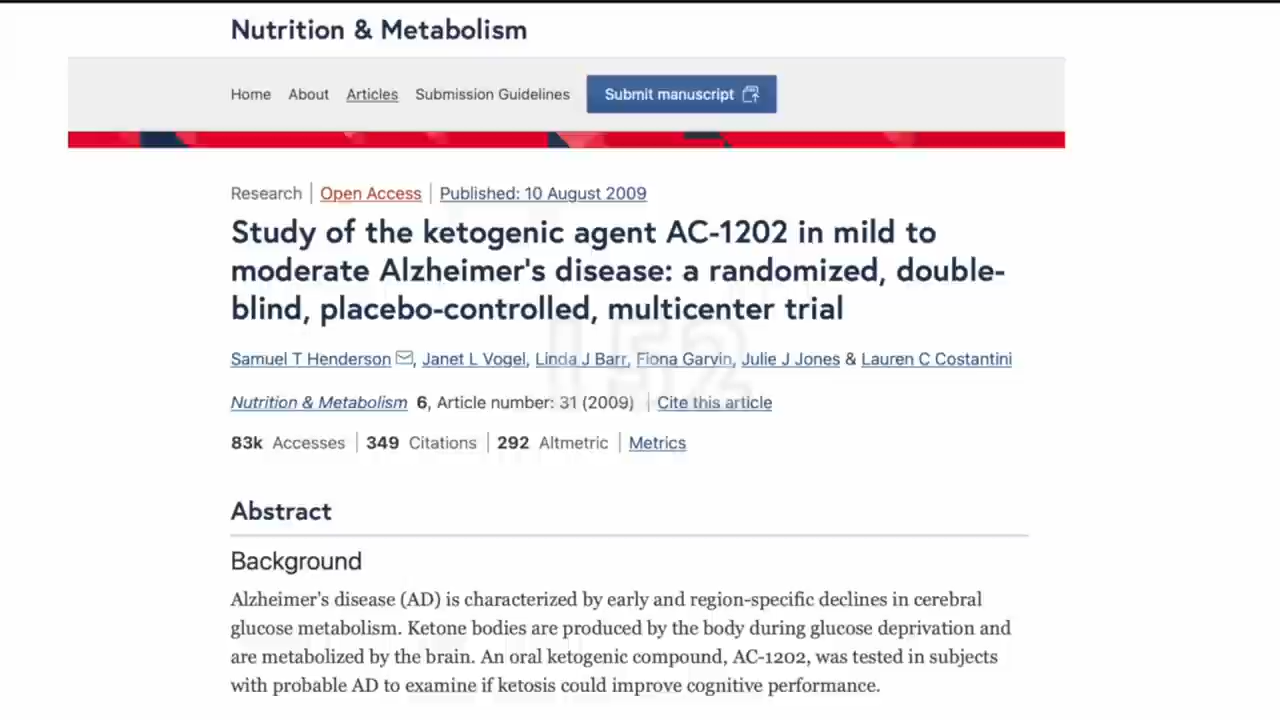 Nutrition & Metabolism
Home About Articles Submission Guidelines Submit manuscript
Research | Open Access | Published: 10 August 2009
Study of the ketogenic agent AC-1202 in mild to
moderate Alzheimer's disease: a randomized, double-
blind, placebo-controlled, multicenter trial
Samuel T Henderson, Janet L Vogel, Linda J Barr, Fiona Garvin, Julie J Jones & Lauren C Costantini
Nutrition & Metabolism 6, Article number: 31 (2009) | Cite this article
83k Accesses | 349 Citations | 292 Altmetric | Metrics
Abstract
Background
Alzheimer's disease (AD) is characterized by early and region-specific declines in cerebral
glucose metabolism. Ketone bodies are produced by the body during glucose deprivation and
are metabolized by the brain. An oral ketogenic compound, AC-1202, was tested in subjects
with probable AD to examine if ketosis could improve cognitive performance.